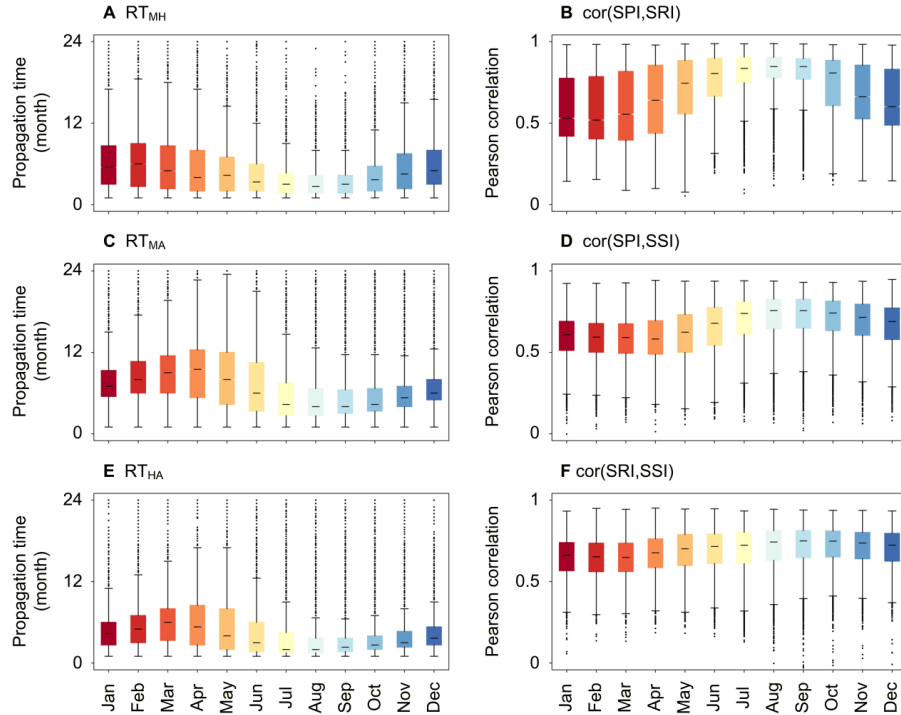 A RTMH
B cor(SPI,SRI)
24
12
0
Propagation time
(month)
1
0.5
0
Pearson correlation
C RTMA
D cor(SPI,SSI)
24
12
0
Propagation time
(month)
1
0.5
0
Pearson correlation
E RTHA
F cor(SRI,SSI)
24
12
0
Propagation time
(month)
1
0.5
0
Pearson correlation
Jan Feb Mar Apr May Jun Jul Aug Sep Oct Nov Dec
Jan Feb Mar Apr May Jun Jul Aug Sep Oct Nov Dec